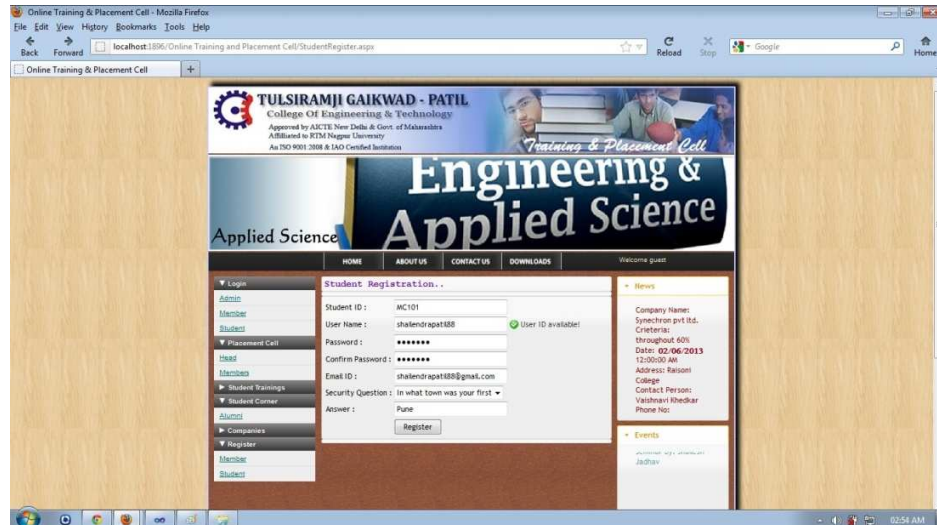 Online Training & Placement Cell - Mozilla Firefox
File Edit View History Bookmarks Tools Help
Back Forward localhost:1896/Online Training and Placement Cell/StudentRegister.aspx Reload Stop Google Home
Online Training & Placement Cell +
TULSIRAMJI GAIKWAD - PATIL
College Of Engineering & Technology
Approved by AICTE New Delhi & Govt. of Maharashtra
Affiliated to RTM Nagpur University
An ISO 9001:2008 & IAO Certified Institution
Training & Placement Cell
Engineering &
Applied Science
Applied Science
HOME ABOUT US CONTACT US DOWNLOADS Welcome guest
Login
Admin
Member
Student
Placement Cell
Head
Members
Student Trainings
Student Corner
Alumni
Companies
Register
Member
Student
Student Registration..
Student ID : MC101
User Name : shailendrapatil88 User ID available!
Password : •••••••
Confirm Password : •••••••
Email ID : shailendrapatil88@gmail.com
Security Question : In what town was your first
Answer : Pune
Register
News
Company Name:
Synechron pvt ltd.
Crieteria:
throughout 60%
Date: 02/06/2013
12:00:00 AM
Address: Raisoni
College
Contact Person:
Vaishnavi Khedkar
Phone No:
Events
Jadhav
02:54 AM